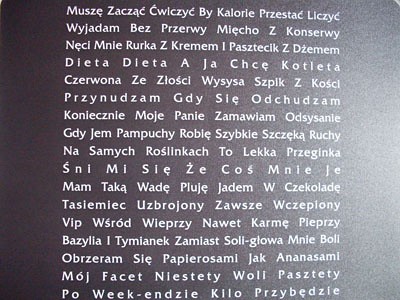 Muszę Zacząć Ćwiczyć By Kalorie Przestać Liczyć
Wyjadam Bez Przerwy Mięcho Z Konserwy
Nęci Mnie Rurka Z Kremem I Pasztecik Z Dżemem
Dieta Dieta A Ja Chcę Kotleta
Czerwona Ze Złości Wysysa Szpik Z Kości
Przynudzam Gdy Się Odchudzam
Koniecznie Moje Panie Zamawiam Odsysanie
Gdy Jem Pampuchy Robię Szybkie Szczęką Ruchy
Na Samych Roślinkach To Lekka Przeginka
Śni Mi Się Że Coś Mnie Je
Mam Taką Wadę Pluję Jadem W Czekoladę
Tasiemiec Uzbrojony Zawsze Wczepiony
Vip Wśród Wieprzy Nawet Karmę Pieprzy
Bazylia I Tymianek Zamiast Soli-głowa Mnie Boli
Obrzeram Się Papierosami Jak Ananasami
Mój Facet Niestety Woli Pasztety
Po Week-endzie Kilo Przybędzie